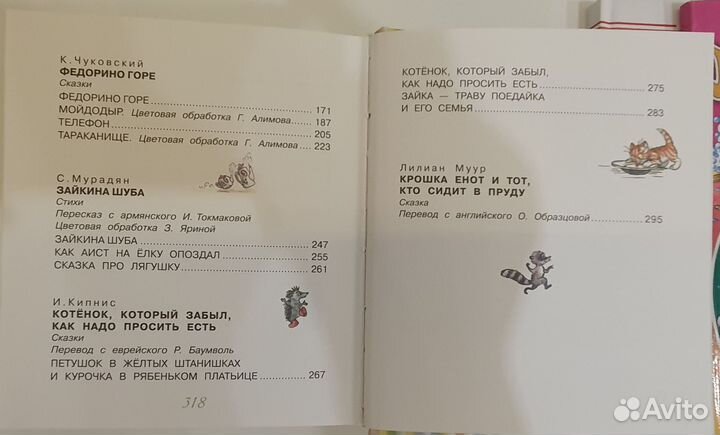 К. Чуковский
ФЕДОРИНО ГОРЕ
Сказки
ФЕДОРИНО ГОРЕ 171
МОЙДОДЫР. Цветовая обработка Г. Алимова 187
ТЕЛЕФОН 205
ТАРАКАНИЩЕ. Цветовая обработка Г. Алимова 223
С. Мурадян
ЗАЙКИНА ШУБА
Стихи
Пересказ с армянского И. Токмаковой
Цветовая обработка З. Яриной
ЗАЙКИНА ШУБА 247
КАК АИСТ НА ЁЛКУ ОПОЗДАЛ 255
СКАЗКА ПРО ЛЯГУШКУ 261
И. Кипнис
КОТЁНОК, КОТОРЫЙ ЗАБЫЛ,
КАК НАДО ПРОСИТЬ ЕСТЬ
Сказки
Перевод с еврейского Р. Баумволь
ПЕТУШОК В ЖЁЛТЫХ ШТАНИШКАХ
И КУРОЧКА В РЯБЕНЬКОМ ПЛАТЬИЦЕ 267
318
КОТЁНОК, КОТОРЫЙ ЗАБЫЛ,
КАК НАДО ПРОСИТЬ ЕСТЬ 275
ЗАЙКА — ТРАВУ ПОЕДАЙКА
И ЕГО СЕМЬЯ 283
Лилиан Муур
КРОШКА ЕНОТ И ТОТ,
КТО СИДИТ В ПРУДУ
Сказка
Перевод с английского О. Образцовой 295
Avito